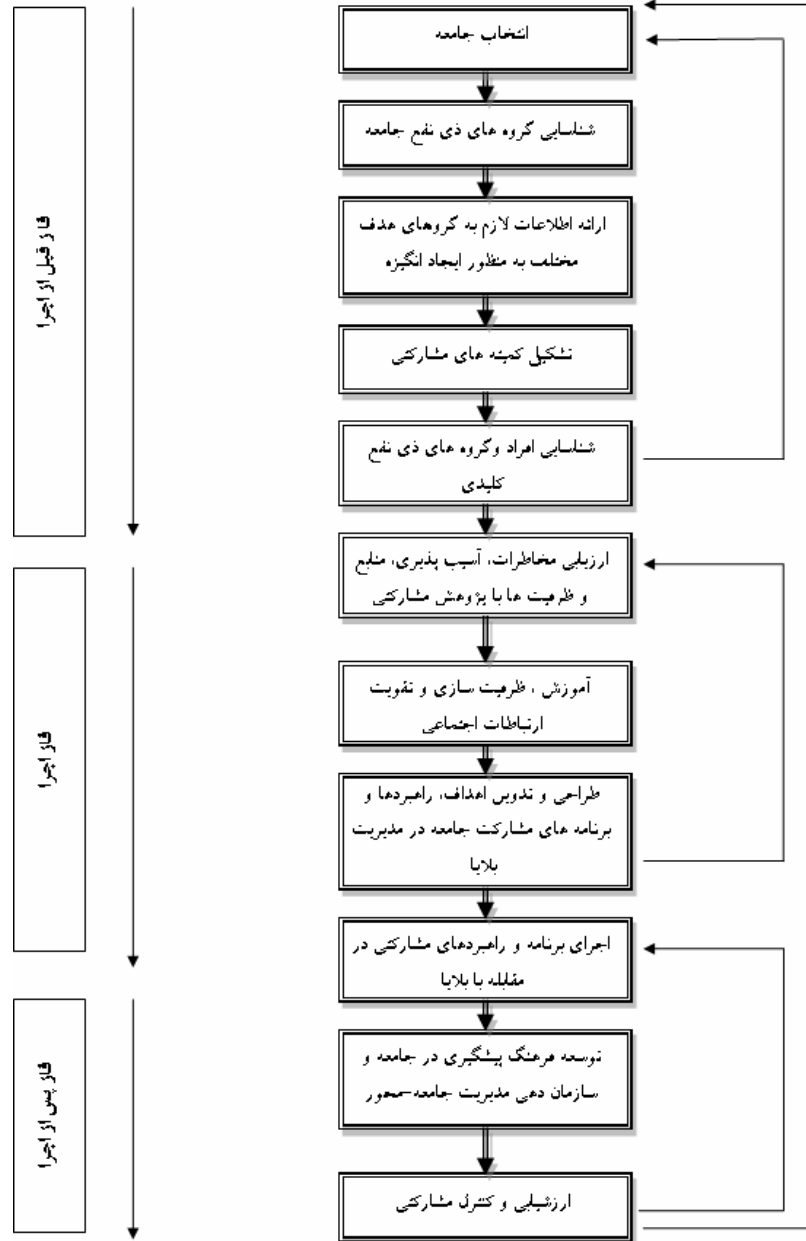 انتخاب جامعه
شناسایی گروه های ذی نفع جامعه
ارائه اطلاعات لازم به گروهای هدف
مختلف به منظور ایجاد انگیزه
تشکیل کمیته های مشارکتی
شناسایی افراد وگروه های ذی نفع
کلیدی
ارزیابی مخاطرات، آسیب پذیری، منابع
و ظرفیت ها با پژوهش مشارکتی
آموزش ، ظرفیت سازی و تقویت
ارتباطات اجتماعی
طراحی و تدوین اهداف، راهبردها و
برنامه های مشارکت جامعه در مدیریت
بلایا
اجرای برنامه و راهبردهای مشارکتی در
مقابله با بلایا
توسعه فرهنگ پیشگیری در جامعه و
سازمان دهی مدیریت جامعه-محور
ارزشیابی و کنترل مشارکتی
فاز قبل از اجرا
فاز اجرا
فاز پس از اجرا